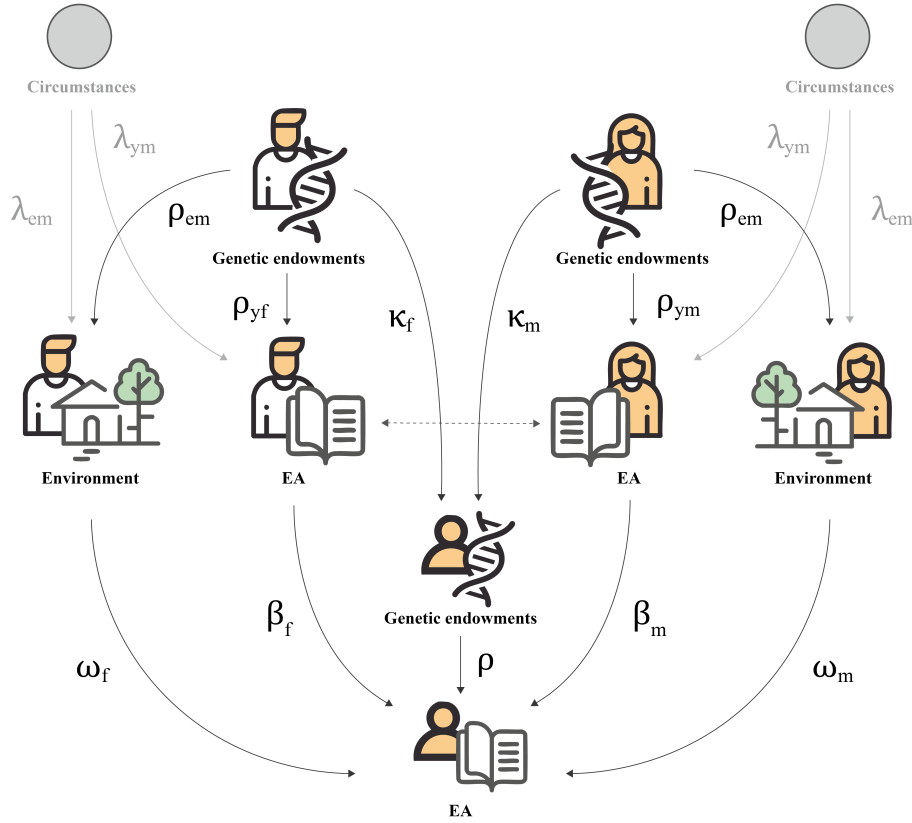 Circumstances
Circumstances
λym
λym
λem
λem
ρem
ρem
Genetic endowments
Genetic endowments
ρyf
κf
κm
ρym
Environment
EA
EA
Environment
βf
βm
Genetic endowments
ωf
ρ
ωm
EA